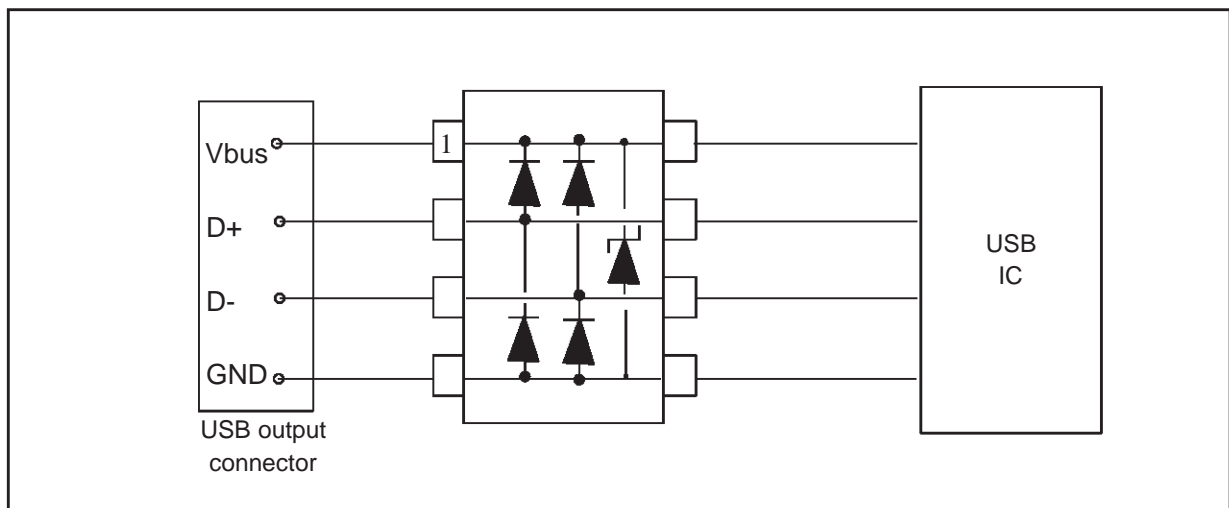 Vbus
1
D+
D-
GND
USB output
connector
USB
IC